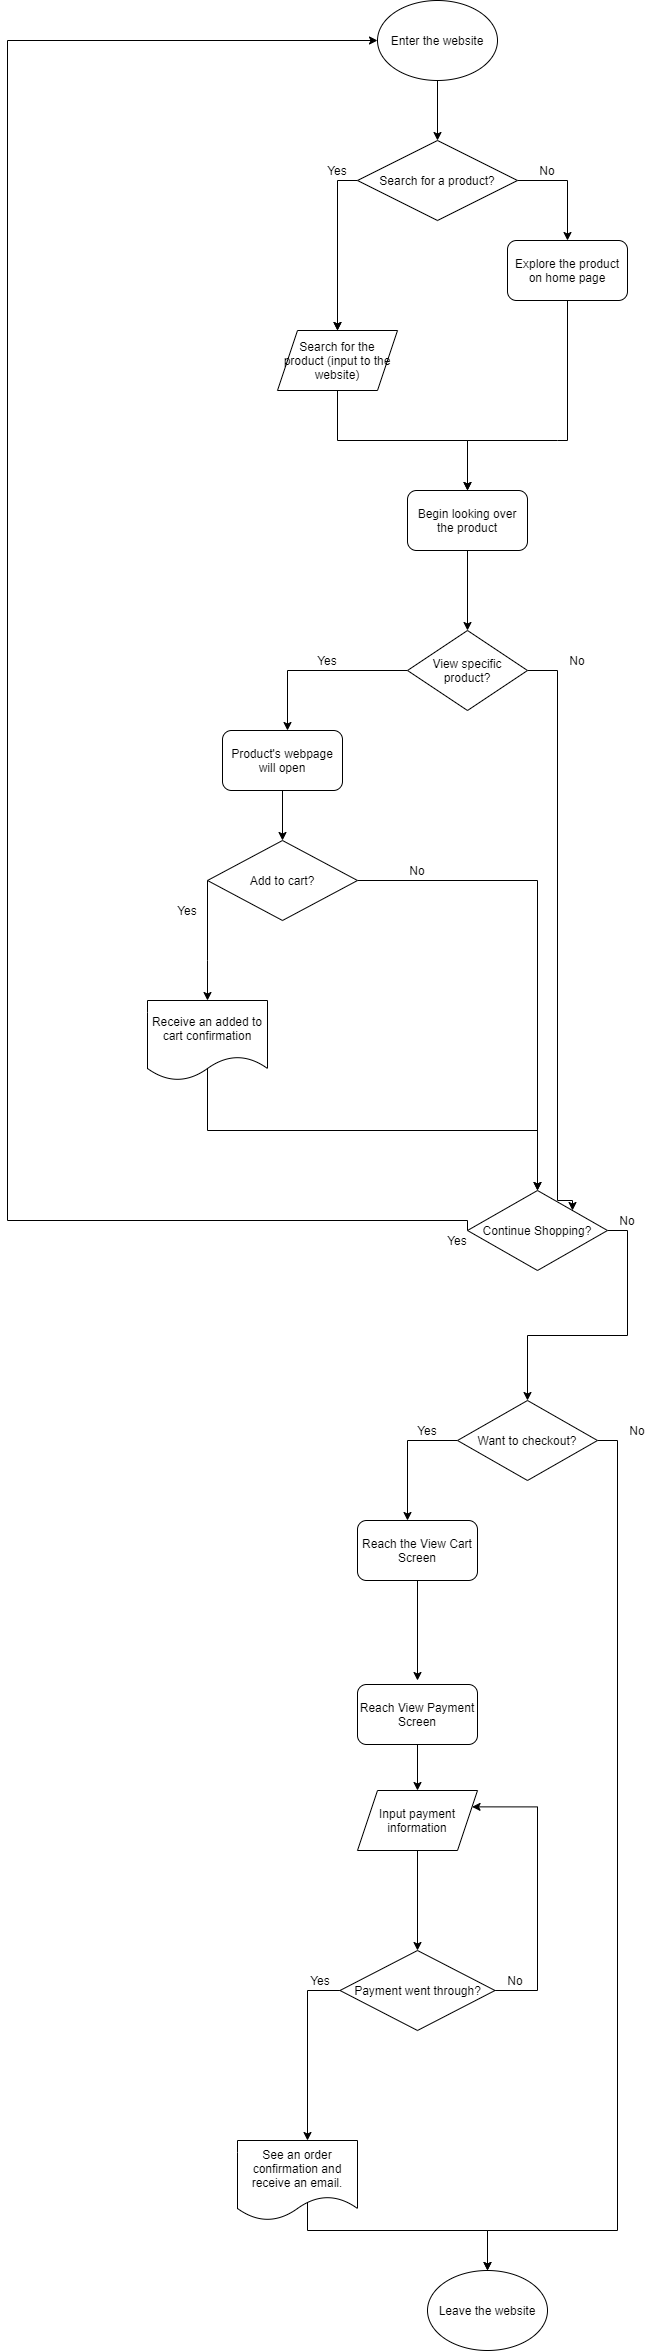 Enter the website
Yes
Search for a product?
No
Explore the product
on home page
Search for the
product (input to the
website)
Begin looking over
the product
Yes
View specific
product?
No
Product's webpage
will open
Add to cart?
No
Yes
Receive an added to
cart confirmation
Continue Shopping?
No
Yes
Yes
Want to checkout?
No
Reach the View Cart
Screen
Reach View Payment
Screen
Input payment
information
Yes
Payment went through?
No
See an order
confirmation and
receive an email.
Leave the website